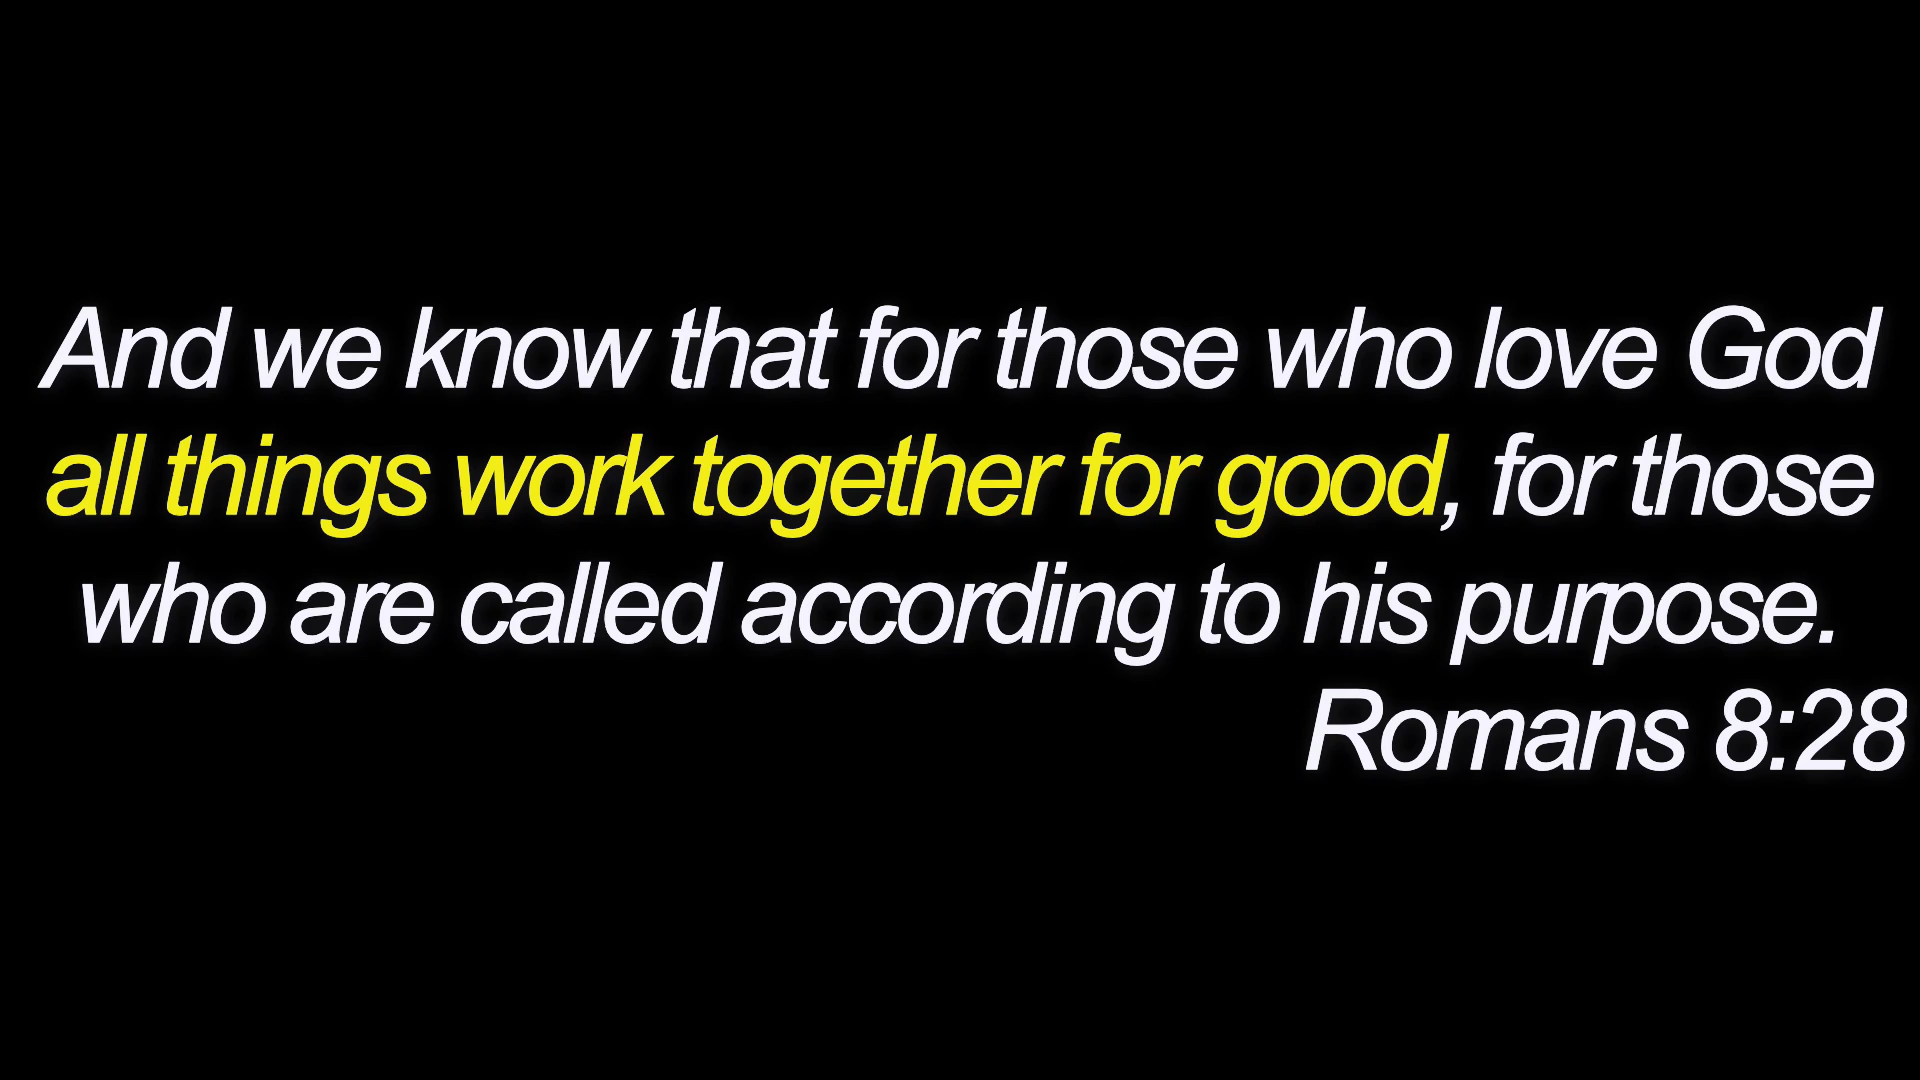 And we know that for those who love God
all things work together for good, for those
who are called according to his purpose.
Romans 8:28